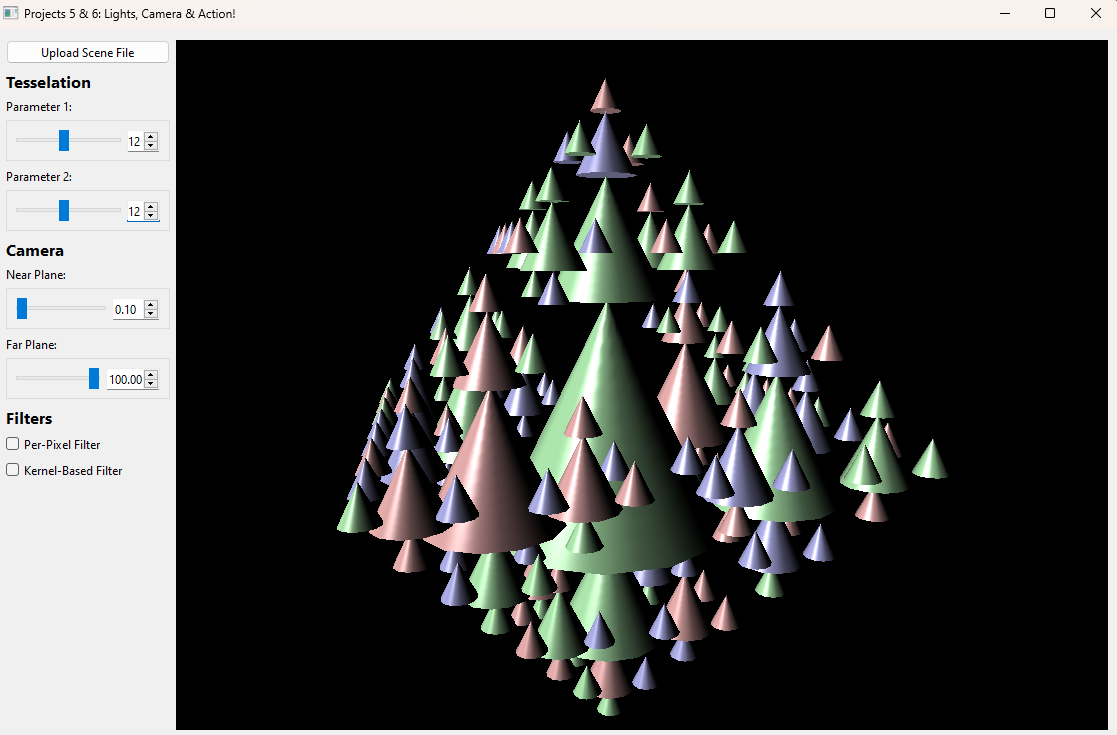 Projects 5 & 6: Lights, Camera & Action!
Upload Scene File
Tesselation
Parameter 1:
12
Parameter 2:
12
Camera
Near Plane:
0.10
Far Plane:
100.00
Filters
Per-Pixel Filter
Kernel-Based Filter